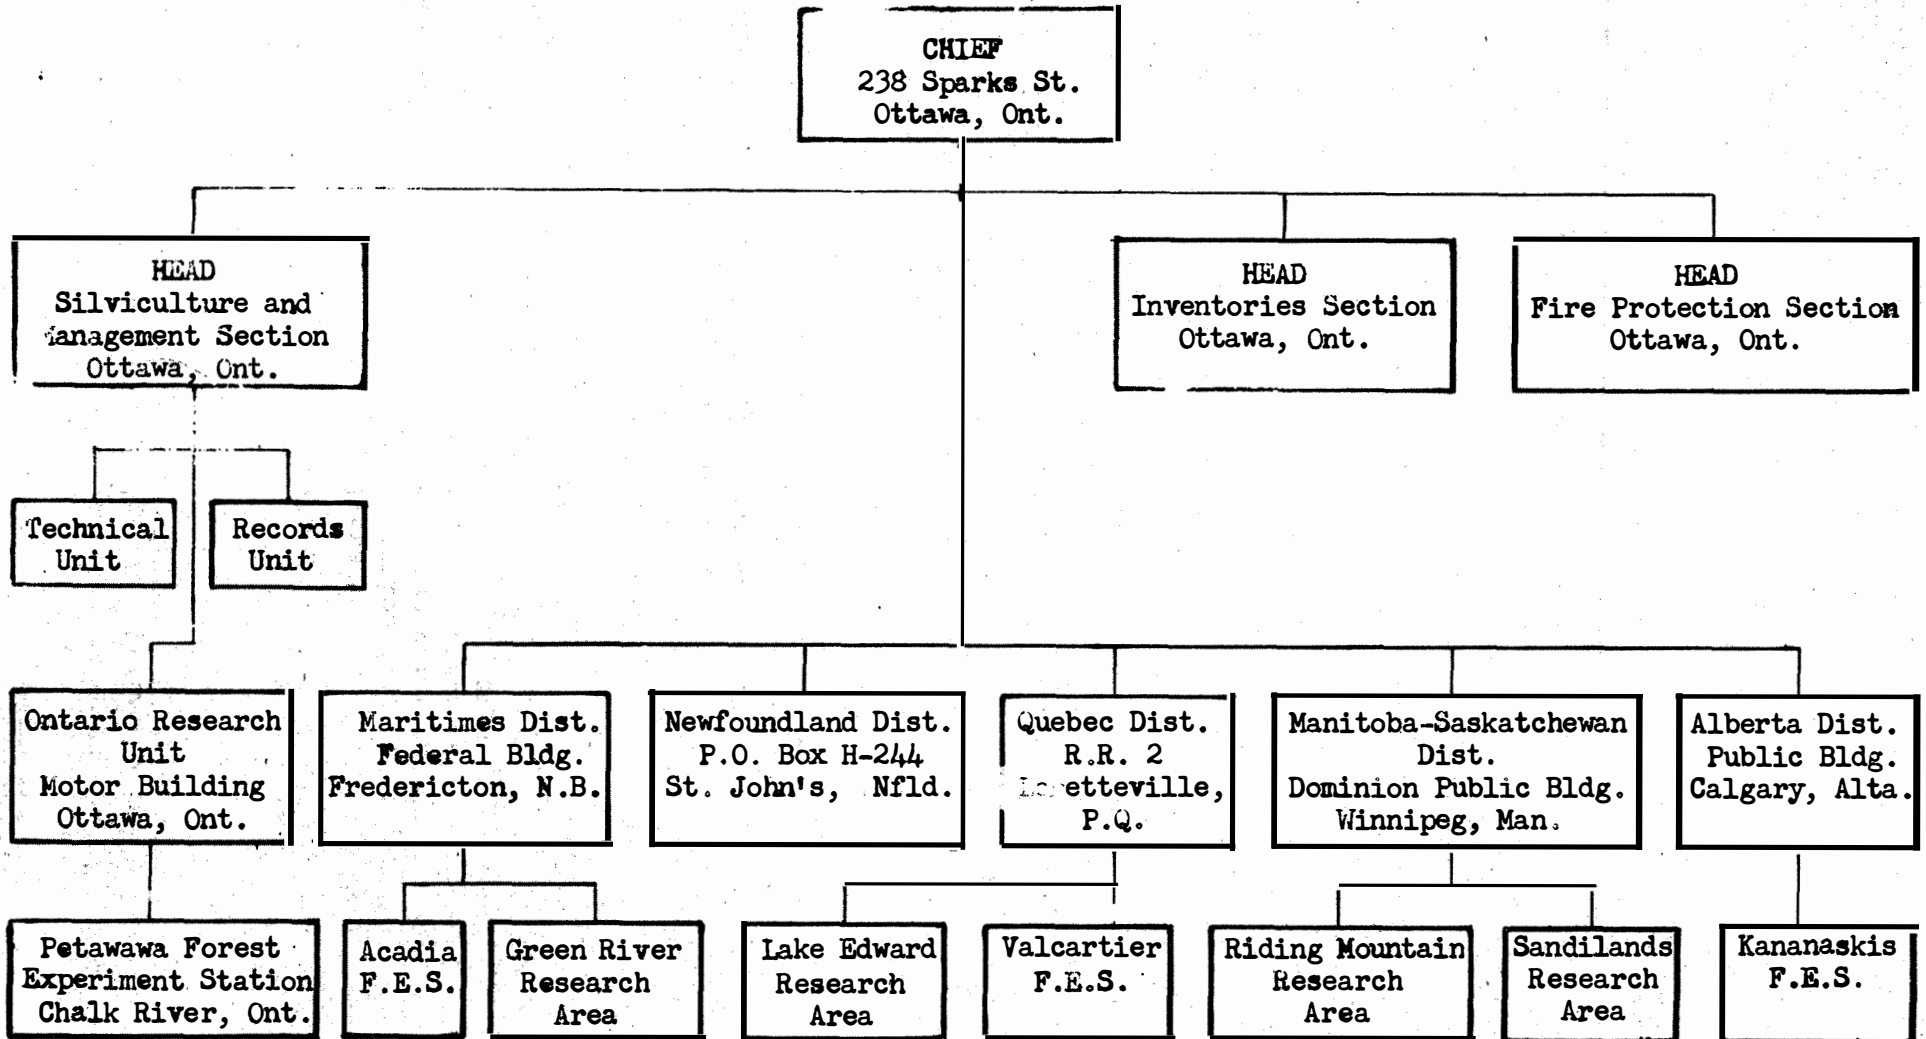 CHIEF
238 Sparks St.
Ottawa, Ont.
HEAD
Silviculture and
Management Section
Ottawa, Ont.
HEAD
Inventories Section
Ottawa, Ont.
HEAD
Fire Protection Section
Ottawa, Ont.
Technical
Unit
Records
Unit
Ontario Research
Unit
Motor Building
Ottawa, Ont.
Maritimes Dist.
Federal Bldg.
Fredericton, N.B.
Newfoundland Dist.
P.O. Box H-244
St. John's, Nfld.
Quebec Dist.
R.R. 2
P.Q.
Manitoba-Saskatchewan
Dist.
Dominion Public Bldg.
Winnipeg, Man.
Alberta Dist.
Public Bldg.
Calgary, Alta.
Petawawa Forest
Experiment Station
Chalk River, Ont.
Acadia
F.E.S.
Green River
Research
Area
Lake Edward
Research
Area
Valcartier
F.E.S.
Riding Mountain
Research
Area
Sandilands
Research
Area
Kananaskis
F.E.S.